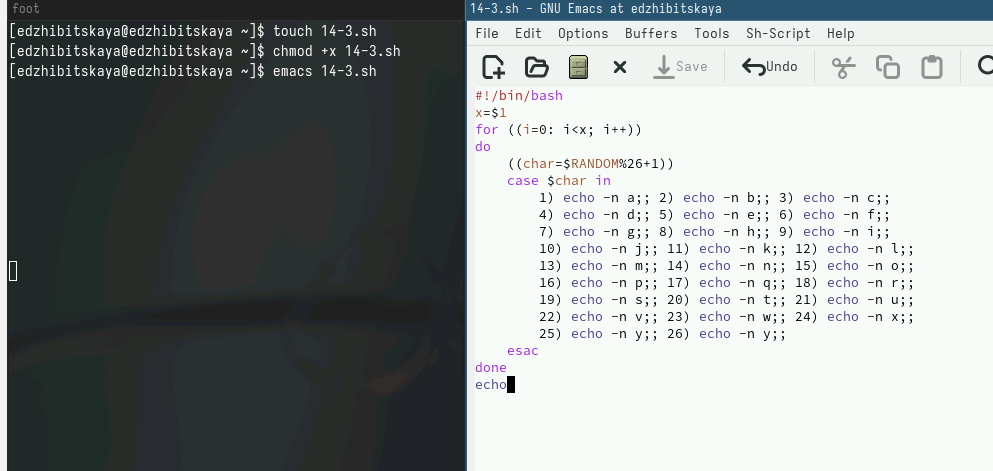 foot
[edzhibitskaya@edzhibitskaya ~]$ touch 14-3.sh
[edzhibitskaya@edzhibitskaya ~]$ chmod +x 14-3.sh
[edzhibitskaya@edzhibitskaya ~]$ emacs 14-3.sh
14-3.sh - GNU Emacs at edzhibitskaya
File Edit Options Buffers Tools Sh-Script Help
Save Undo
#!/bin/bash
x=$1
for ((i=0: i<x; i++))
do
    ((char=$RANDOM%26+1))
    case $char in
        1) echo -n a;; 2) echo -n b;; 3) echo -n c;;
        4) echo -n d;; 5) echo -n e;; 6) echo -n f;;
        7) echo -n g;; 8) echo -n h;; 9) echo -n i;;
        10) echo -n j;; 11) echo -n k;; 12) echo -n l;;
        13) echo -n m;; 14) echo -n n;; 15) echo -n o;;
        16) echo -n p;; 17) echo -n q;; 18) echo -n r;;
        19) echo -n s;; 20) echo -n t;; 21) echo -n u;;
        22) echo -n v;; 23) echo -n w;; 24) echo -n x;;
        25) echo -n y;; 26) echo -n y;;
    esac
done
echo